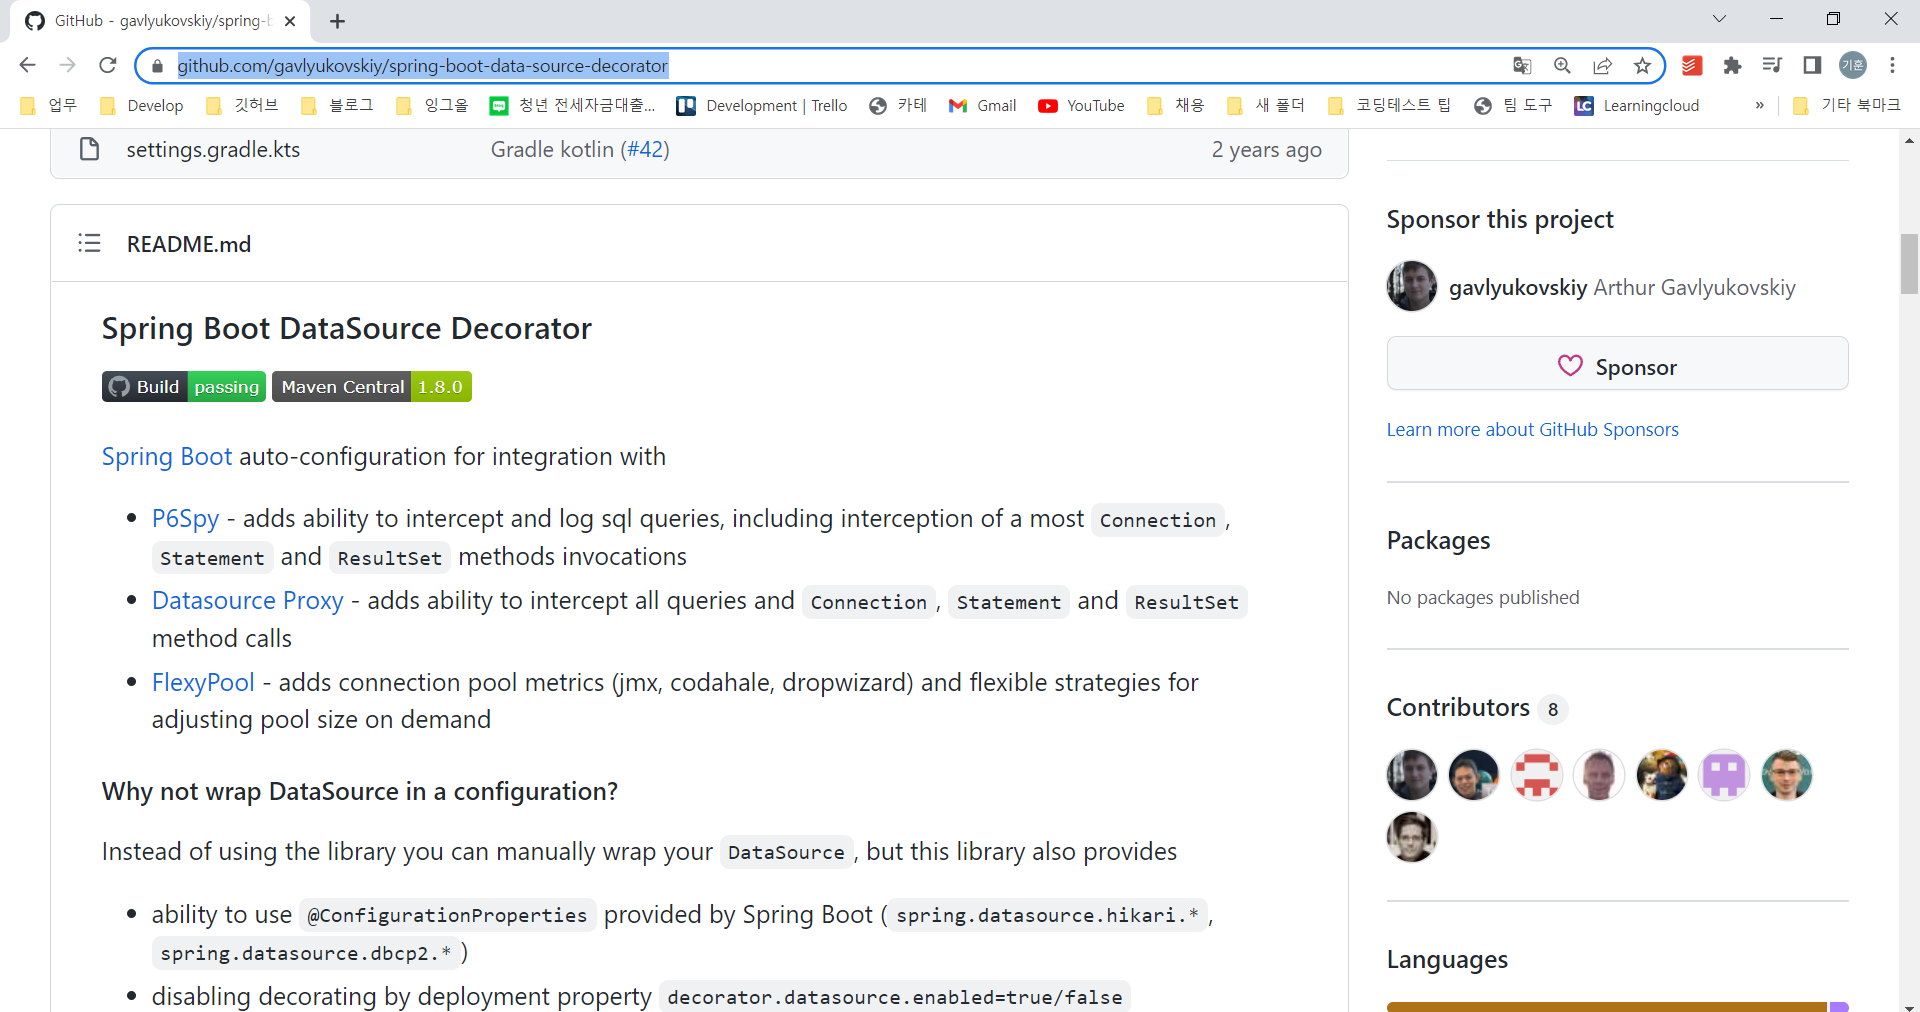 GitHub - gavlyukovskiy/spring-b
github.com/gavlyukovskiy/spring-boot-data-source-decorator
기훈
업무 Develop 깃허브 블로그 잉그울 청년 전세자금대출... Development | Trello 카테 Gmail YouTube 채용 새 폴더 코딩테스트 팁 팀 도구 LC Learningcloud » 기타 북마크
settings.gradle.kts Gradle kotlin (#42) 2 years ago
README.md
Spring Boot DataSource Decorator
Build passing Maven Central 1.8.0
Spring Boot auto-configuration for integration with
P6Spy - adds ability to intercept and log sql queries, including interception of a most Connection,
Statement and ResultSet methods invocations
Datasource Proxy - adds ability to intercept all queries and Connection, Statement and ResultSet
method calls
FlexyPool - adds connection pool metrics (jmx, codahale, dropwizard) and flexible strategies for
adjusting pool size on demand
Why not wrap DataSource in a configuration?
Instead of using the library you can manually wrap your DataSource, but this library also provides
ability to use @ConfigurationProperties provided by Spring Boot (spring.datasource.hikari.*,
spring.datasource.dbcp2.*)
disabling decorating by deployment property decorator.datasource.enabled=true/false
Sponsor this project
gavlyukovskiy Arthur Gavlyukovskiy
Sponsor
Learn more about GitHub Sponsors
Packages
No packages published
Contributors 8
Languages